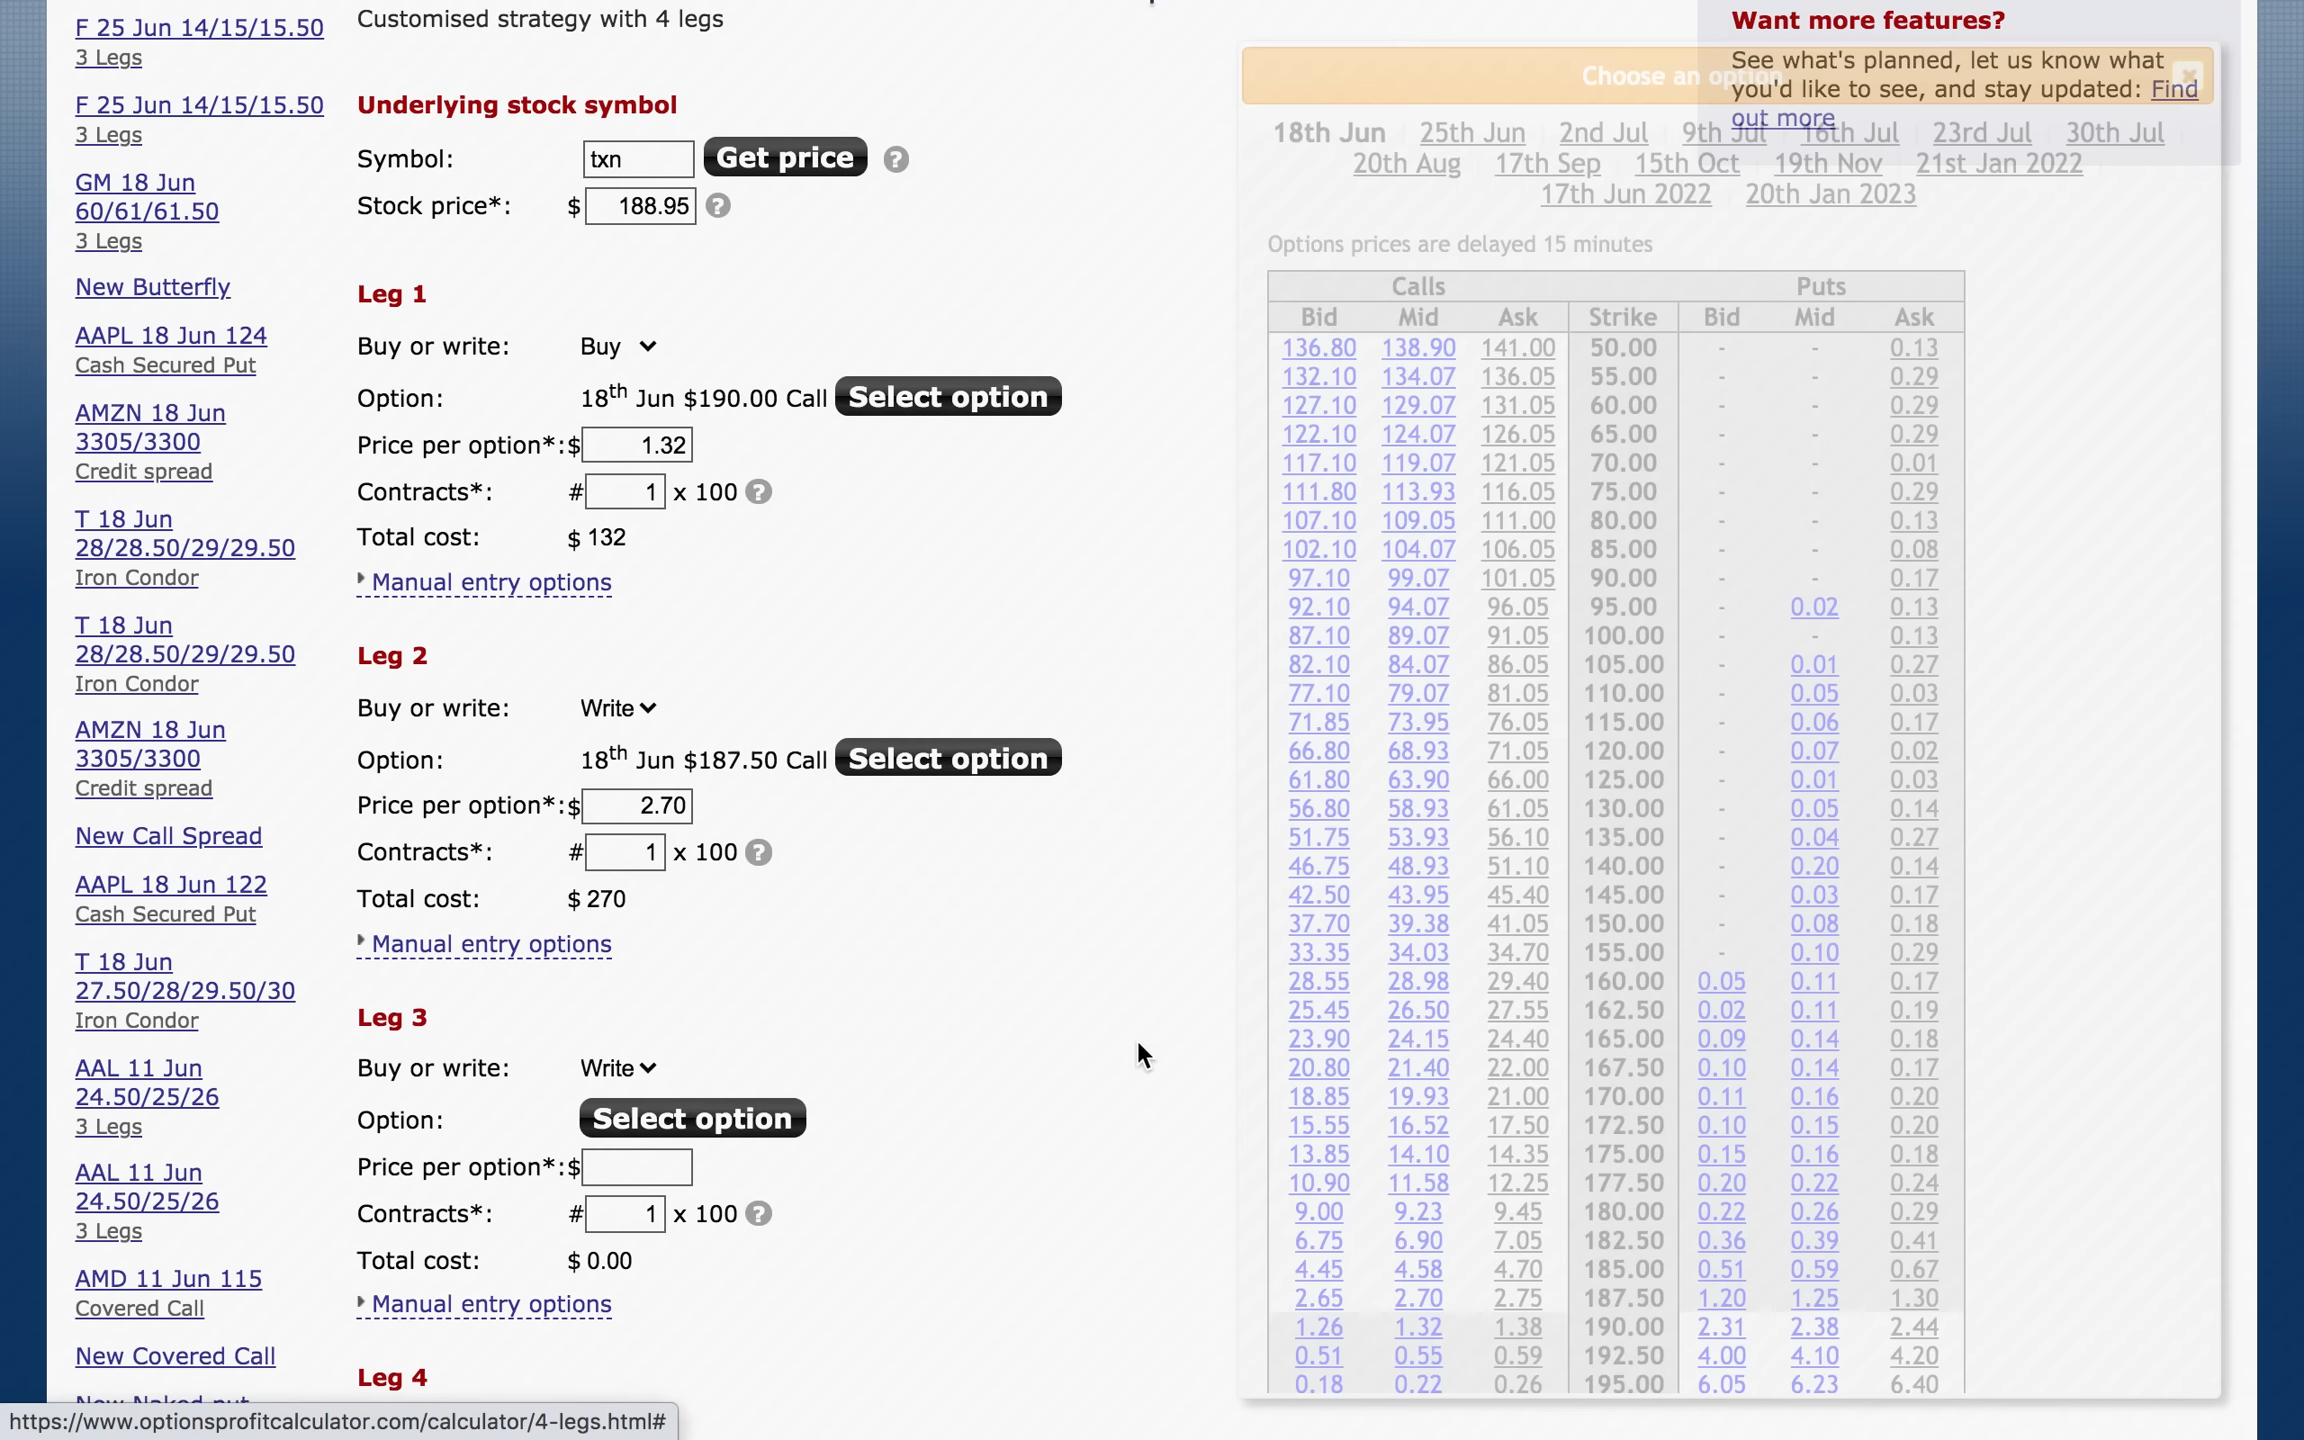 F 25 Jun 14/15/15.50
3 Legs
F 25 Jun 14/15/15.50
3 Legs
GM 18 Jun
60/61/61.50
3 Legs
New Butterfly
AAPL 18 Jun 124
Cash Secured Put
AMZN 18 Jun
3305/3300
Credit spread
T 18 Jun
28/28.50/29/29.50
Iron Condor
T 18 Jun
28/28.50/29/29.50
Iron Condor
AMZN 18 Jun
3305/3300
Credit spread
New Call Spread
AAPL 18 Jun 122
Cash Secured Put
T 18 Jun
27.50/28/29.50/30
Iron Condor
AAL 11 Jun
24.50/25/26
3 Legs
AAL 11 Jun
24.50/25/26
3 Legs
AMD 11 Jun 115
Covered Call
New Covered Call
New Naked put
Customised strategy with 4 legs
Underlying stock symbol
Symbol: txn Get price ?
Stock price*: $ 188.95 ?
Leg 1
Buy or write: Buy
Option: 18th Jun $190.00 Call Select option
Price per option*:$ 1.32
Contracts*: # 1 x 100 ?
Total cost: $ 132
Manual entry options
Leg 2
Buy or write: Write
Option: 18th Jun $187.50 Call Select option
Price per option*:$ 2.70
Contracts*: # 1 x 100 ?
Total cost: $ 270
Manual entry options
Leg 3
Buy or write: Write
Option: Select option
Price per option*:$
Contracts*: # 1 x 100 ?
Total cost: $ 0.00
Manual entry options
Leg 4
Want more features?
See what's planned, let us know what
you'd like to see, and stay updated: Find
out more
Choose an option
18th Jun 25th Jun 2nd Jul 9th Jul 16th Jul 23rd Jul 30th Jul
20th Aug 17th Sep 15th Oct 19th Nov 21st Jan 2022
17th Jun 2022 20th Jan 2023
Options prices are delayed 15 minutes
Calls Puts
Bid Mid Ask Strike Bid Mid Ask
136.80 138.90 141.00 50.00 - - 0.13
132.10 134.07 136.05 55.00 - - 0.29
127.10 129.07 131.05 60.00 - - 0.29
122.10 124.07 126.05 65.00 - - 0.29
117.10 119.07 121.05 70.00 - - 0.01
111.80 113.93 116.05 75.00 - - 0.29
107.10 109.05 111.00 80.00 - - 0.13
102.10 104.07 106.05 85.00 - - 0.08
97.10 99.07 101.05 90.00 - - 0.17
92.10 94.07 96.05 95.00 - 0.02 0.13
87.10 89.07 91.05 100.00 - - 0.13
82.10 84.07 86.05 105.00 - 0.01 0.27
77.10 79.07 81.05 110.00 - 0.05 0.03
71.85 73.95 76.05 115.00 - 0.06 0.17
66.80 68.93 71.05 120.00 - 0.07 0.02
61.80 63.90 66.00 125.00 - 0.01 0.03
56.80 58.93 61.05 130.00 - 0.05 0.14
51.75 53.93 56.10 135.00 - 0.04 0.27
46.75 48.93 51.10 140.00 - 0.20 0.14
42.50 43.95 45.40 145.00 - 0.03 0.17
37.70 39.38 41.05 150.00 - 0.08 0.18
33.35 34.03 34.70 155.00 - 0.10 0.29
28.55 28.98 29.40 160.00 0.05 0.11 0.17
25.45 26.50 27.55 162.50 0.02 0.11 0.19
23.90 24.15 24.40 165.00 0.09 0.14 0.18
20.80 21.40 22.00 167.50 0.10 0.14 0.17
18.85 19.93 21.00 170.00 0.11 0.16 0.20
15.55 16.52 17.50 172.50 0.10 0.15 0.20
13.85 14.10 14.35 175.00 0.15 0.16 0.18
10.90 11.58 12.25 177.50 0.20 0.22 0.24
9.00 9.23 9.45 180.00 0.22 0.26 0.29
6.75 6.90 7.05 182.50 0.36 0.39 0.41
4.45 4.58 4.70 185.00 0.51 0.59 0.67
2.65 2.70 2.75 187.50 1.20 1.25 1.30
1.26 1.32 1.38 190.00 2.31 2.38 2.44
0.51 0.55 0.59 192.50 4.00 4.10 4.20
0.18 0.22 0.26 195.00 6.05 6.23 6.40
https://www.optionsprofitcalculator.com/calculator/4-legs.html#